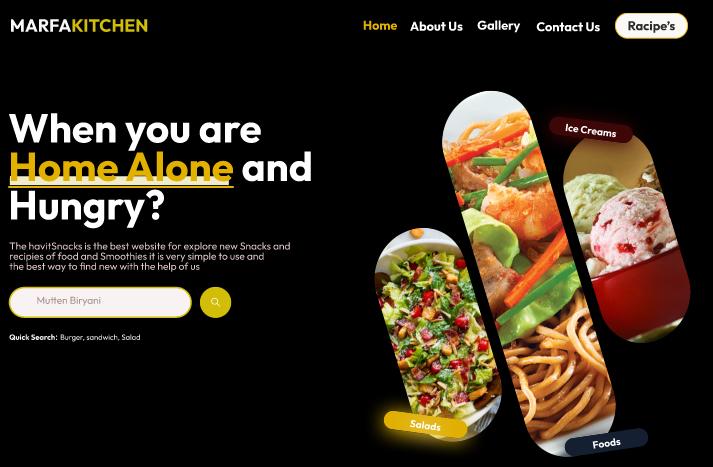 MARFAKITCHEN
Home About Us Gallery Contact Us Racipe's
When you are
Home Alone and
Hungry?
The havitSnacks is the best website for explore new Snacks and
recipies of food and Smoothies it is very simple to use and
the best way to find new with the help of us
Mutten Biryani
Quick Search: Burger, sandwich, Salad
Ice Creams
Salads
Foods